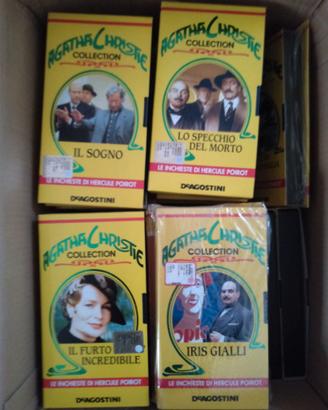 AGATHA CHRISTIE
COLLECTION
IL SOGNO
LE INCHIESTE DI HERCULE POIROT
DeAGOSTINI
AGATHA CHRISTIE
COLLECTION
LO SPECCHIO
DEL MORTO
LE INCHIESTE DI HERCULE POIROT
DeAGOSTINI
AGATHA CHRISTIE
COLLECTION
IL FURTO
INCREDIBILE
LE INCHIESTE DI HERCULE POIROT
DeAGOSTINI
AGATHA CHRISTIE
COLLECTION
IRIS GIALLI
LE INCHIESTE DI HERCULE POIROT
DeAGOSTINI